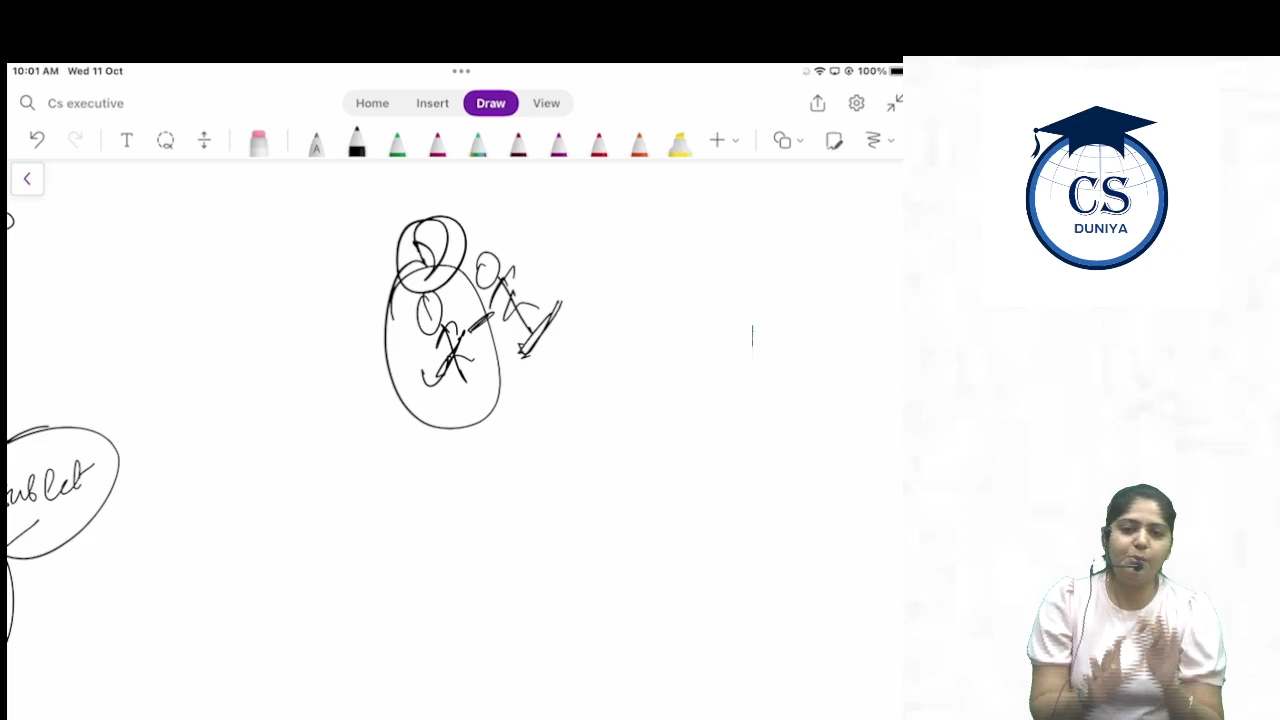 10:01 AM Wed 11 Oct
100%
Cs executive
Home Insert Draw View
T
A
D
CS
DUNIYA